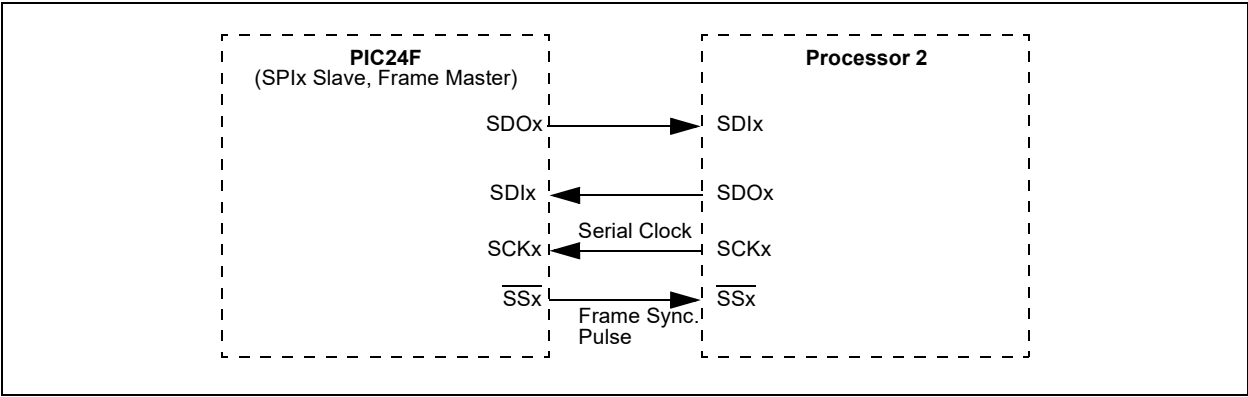 PIC24F
(SPIx Slave, Frame Master)
Processor 2
SDOx
SDIx
SDIx
SDOx
Serial Clock
SCKx
SCKx
SSx
SSx
Frame Sync.
Pulse